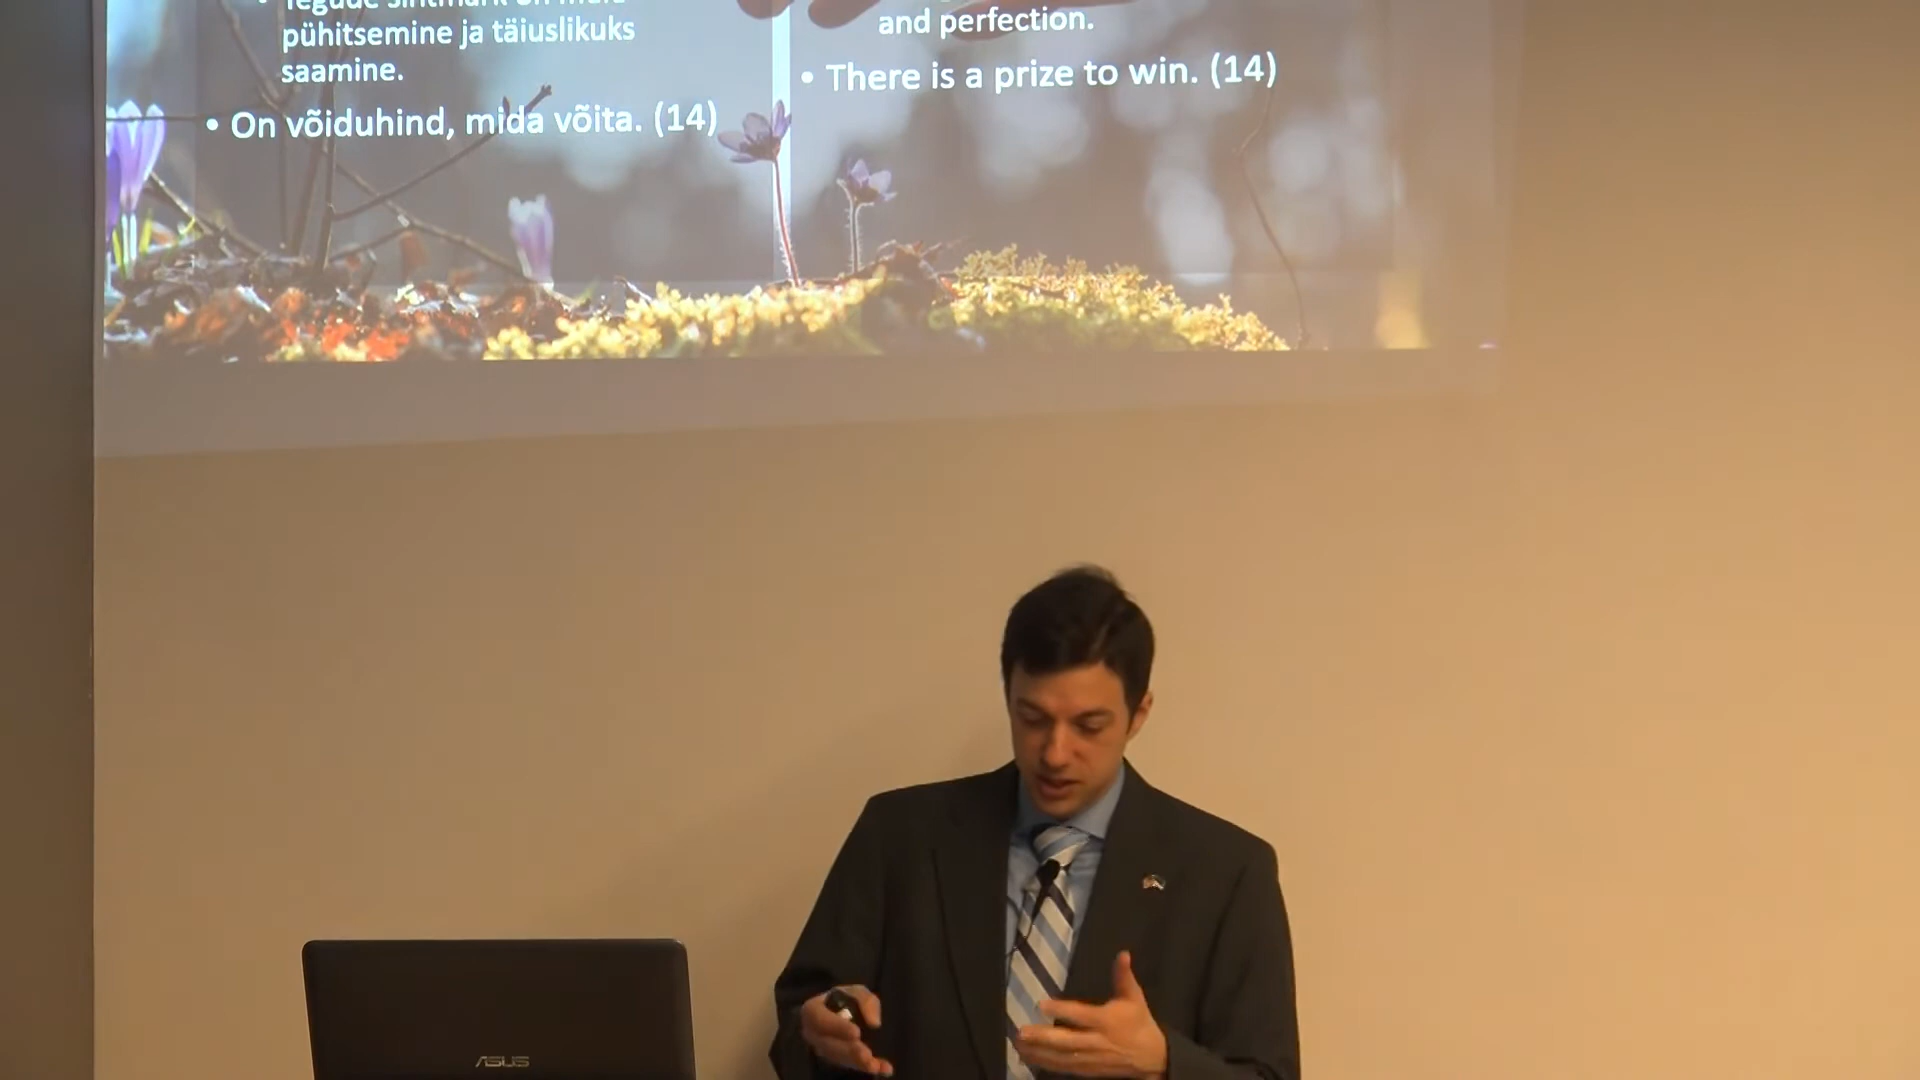 pühitsemine ja täiuslikuks
saamine.
• On võiduhind, mida võita. (14)
and perfection.
• There is a prize to win. (14)
ASUS